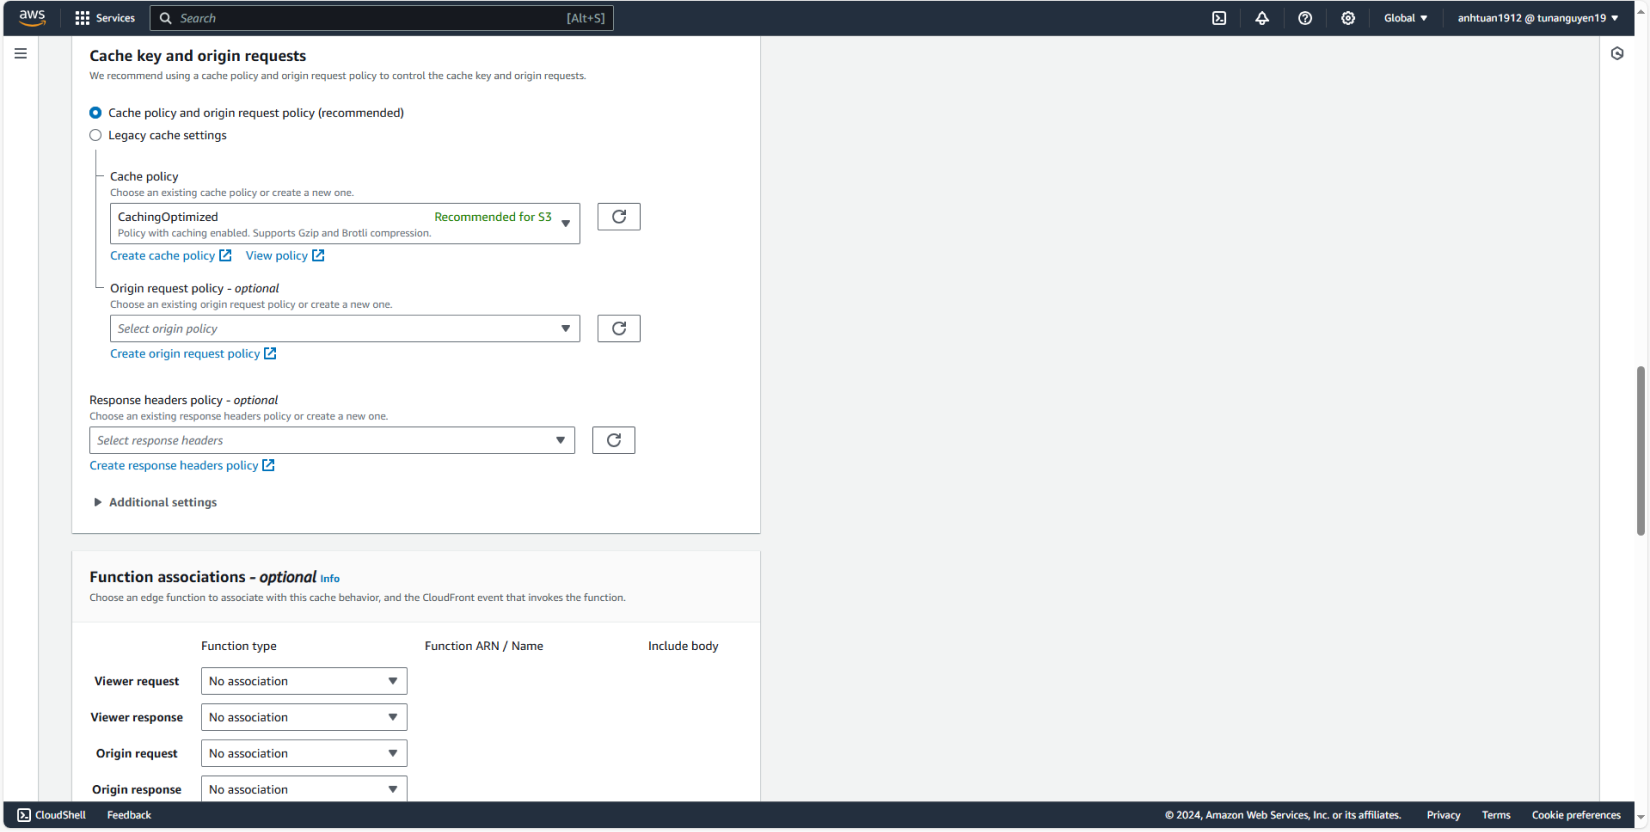 aws
Services
Search
[Alt+S]
Global
anhtuan1912 @ tunanguyen19
Cache key and origin requests
We recommend using a cache policy and origin request policy to control the cache key and origin requests.
Cache policy and origin request policy (recommended)
Legacy cache settings
Cache policy
Choose an existing cache policy or create a new one.
CachingOptimized Recommended for S3
Policy with caching enabled. Supports Gzip and Brotli compression.
Create cache policy View policy
Origin request policy - optional
Choose an existing origin request policy or create a new one.
Select origin policy
Create origin request policy
Response headers policy - optional
Choose an existing response headers policy or create a new one.
Select response headers
Create response headers policy
Additional settings
Function associations - optional Info
Choose an edge function to associate with this cache behavior, and the CloudFront event that invokes the function.
Function type Function ARN / Name Include body
Viewer request No association
Viewer response No association
Origin request No association
Origin response No association
CloudShell Feedback © 2024, Amazon Web Services, Inc. or its affiliates. Privacy Terms Cookie preferences